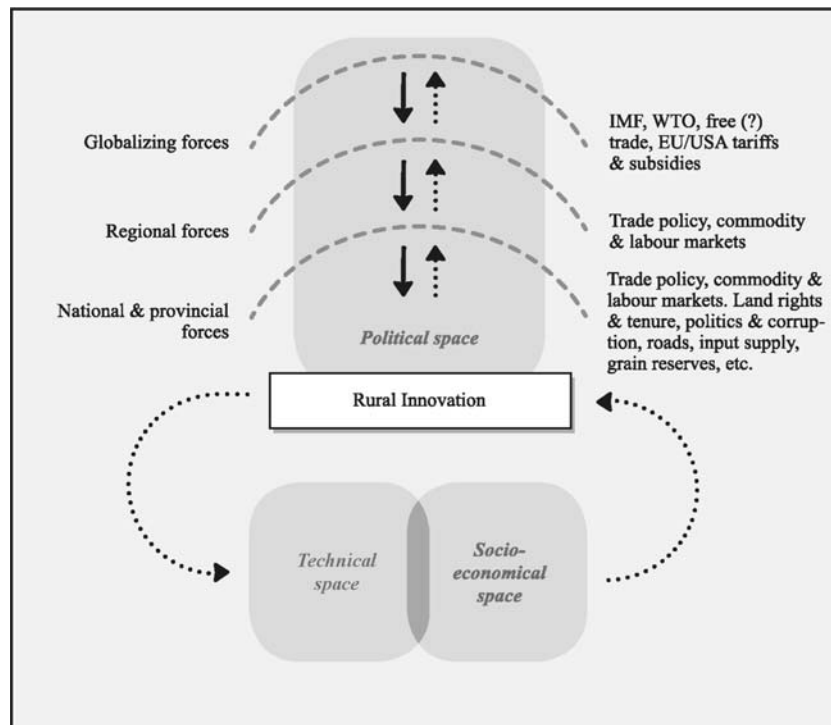 Globalizing forces
IMF, WTO, free (?)
trade, EU/USA tariffs
& subsidies
Regional forces
Trade policy, commodity
& labour markets
National & provincial
forces
Trade policy, commodity &
labour markets. Land rights
& tenure, politics & corrup-
tion, roads, input supply,
grain reserves, etc.
Political space
Rural Innovation
Technical
space
Socio-
economical
space